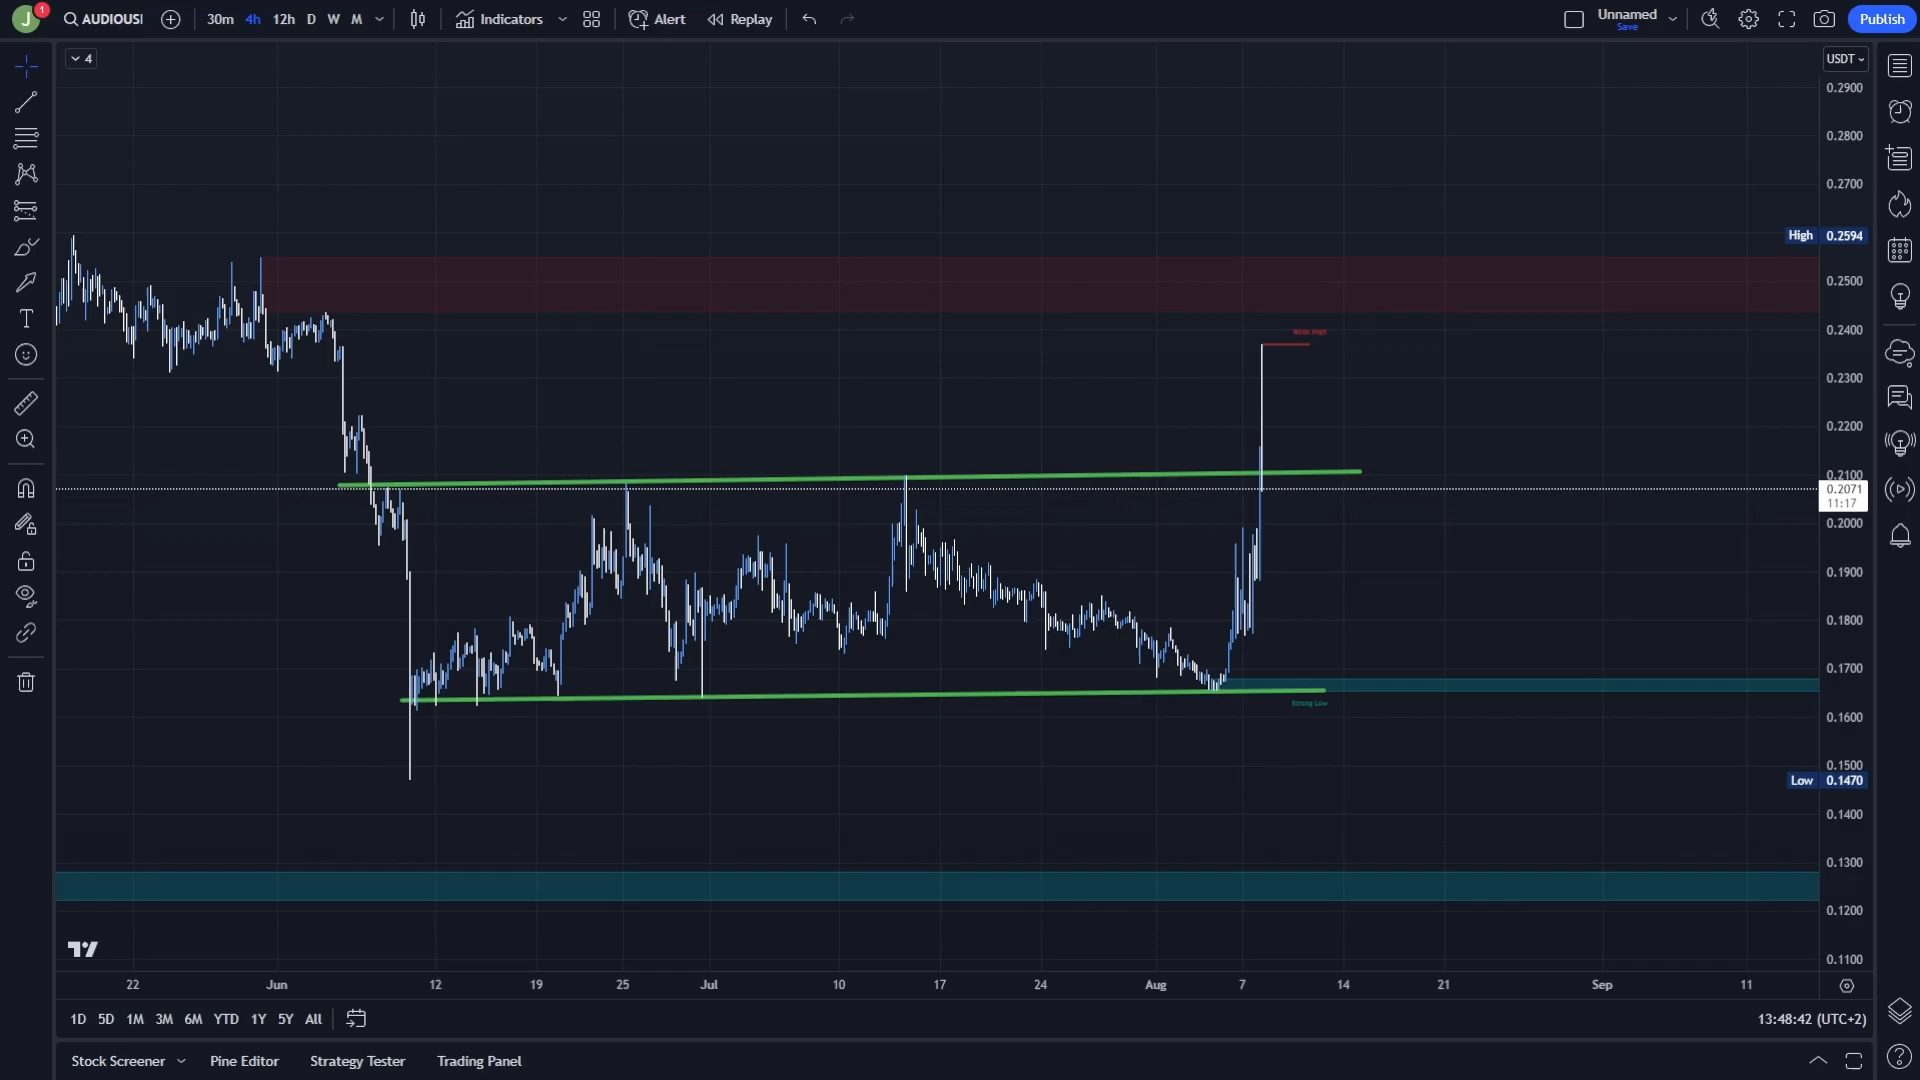 J 1 AUDIOUSI 30m 4h 12h D W M Indicators Alert Replay Unnamed Save Publish
4 USDT
0.2900
0.2800
0.2700
High 0.2594
0.2500
Weak High 0.2400
0.2300
0.2200
0.2100
0.2071
11:17
0.2000
0.1900
0.1800
0.1700
Strong Low
0.1600
0.1500
Low 0.1470
0.1400
0.1300
0.1200
0.1100
22 Jun 12 19 25 Jul 10 17 24 Aug 7 14 21 Sep 11
1D 5D 1M 3M 6M YTD 1Y 5Y All 13:48:42 (UTC+2)
Stock Screener Pine Editor Strategy Tester Trading Panel